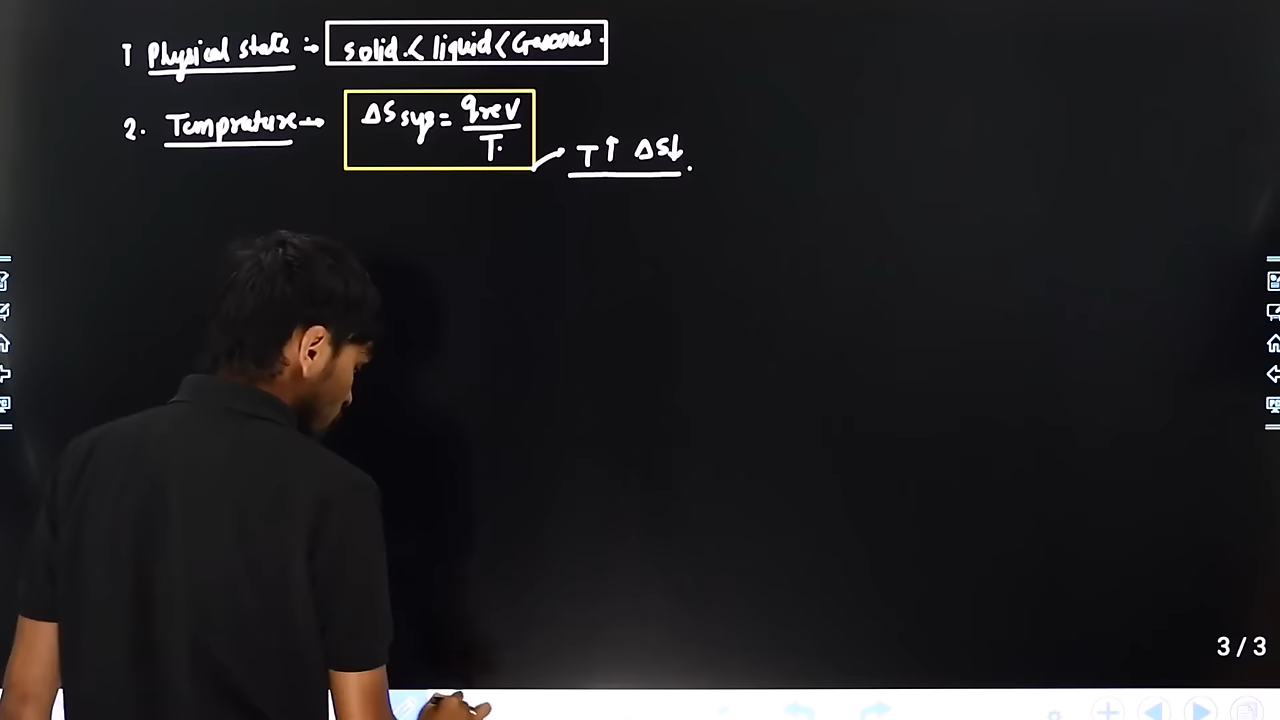 1 Physical state :- solid. < liquid < Gaseous.
2. Temprature → ΔSsys = qrev / T.
T↑ ΔS↓.
3 / 3